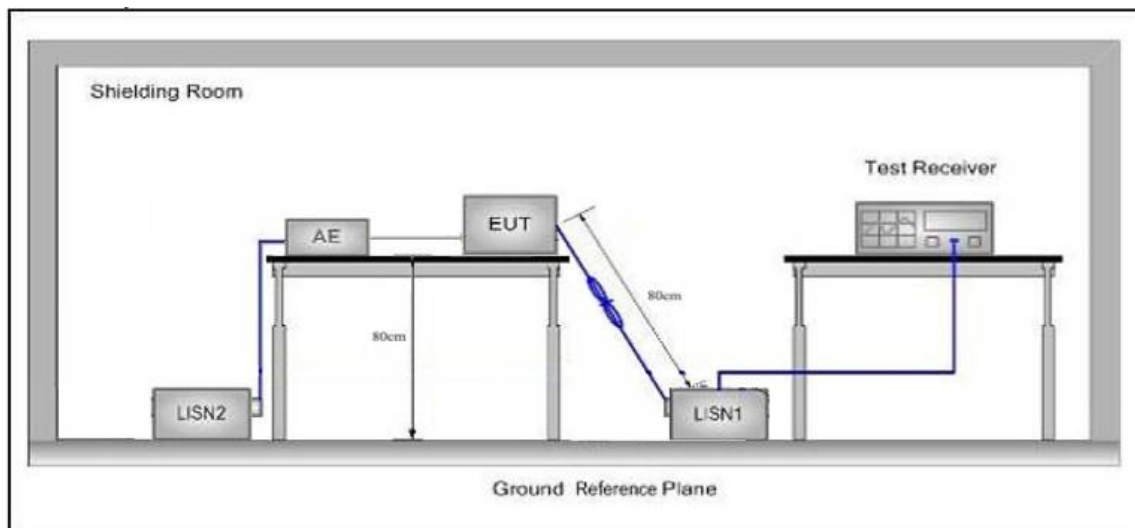 Shielding Room
Test Receiver
AE
EUT
80cm
80cm
LISN2
LISN1
Ground Reference Plane